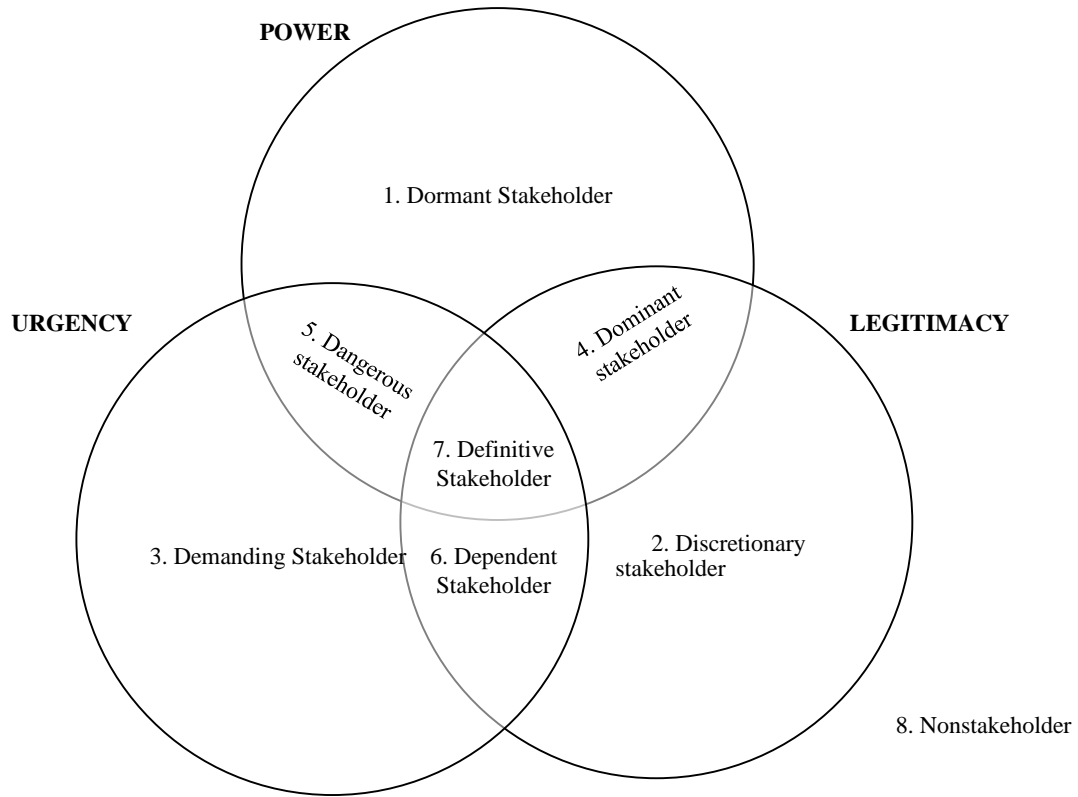 POWER
1. Dormant Stakeholder
URGENCY
LEGITIMACY
5. Dangerous
stakeholder
4. Dominant
stakeholder
7. Definitive
Stakeholder
3. Demanding Stakeholder
6. Dependent
Stakeholder
2. Discretionary
stakeholder
8. Nonstakeholder